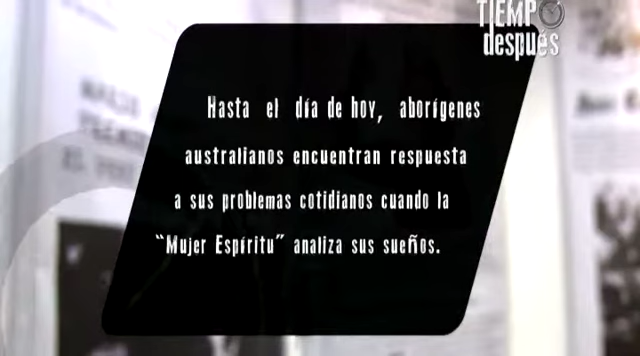 TIEMPO
después
Hasta el día de hoy, aborígenes
australianos encuentran respuesta
a sus problemas cotidianos cuando la
“Mujer Espíritu” analiza sus sueños.